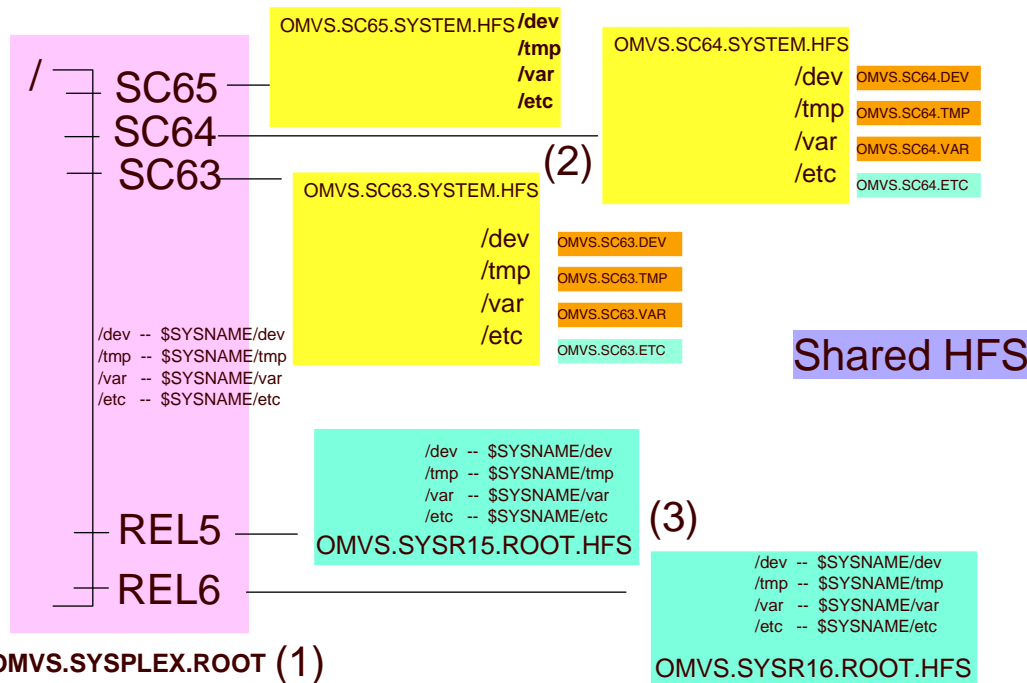 /
SC65
SC64
SC63
/dev -- $SYSNAME/dev
/tmp -- $SYSNAME/tmp
/var -- $SYSNAME/var
/etc -- $SYSNAME/etc
REL5
REL6
OMVS.SYSPLEX.ROOT (1)
OMVS.SC65.SYSTEM.HFS /dev
/tmp
/var
/etc
OMVS.SC64.SYSTEM.HFS
/dev OMVS.SC64.DEV
/tmp OMVS.SC64.TMP
/var OMVS.SC64.VAR
/etc OMVS.SC64.ETC
(2)
OMVS.SC63.SYSTEM.HFS
/dev OMVS.SC63.DEV
/tmp OMVS.SC63.TMP
/var OMVS.SC63.VAR
/etc OMVS.SC63.ETC
Shared HFS
/dev -- $SYSNAME/dev
/tmp -- $SYSNAME/tmp
/var -- $SYSNAME/var
/etc -- $SYSNAME/etc
OMVS.SYSR15.ROOT.HFS
(3)
/dev -- $SYSNAME/dev
/tmp -- $SYSNAME/tmp
/var -- $SYSNAME/var
/etc -- $SYSNAME/etc
OMVS.SYSR16.ROOT.HFS